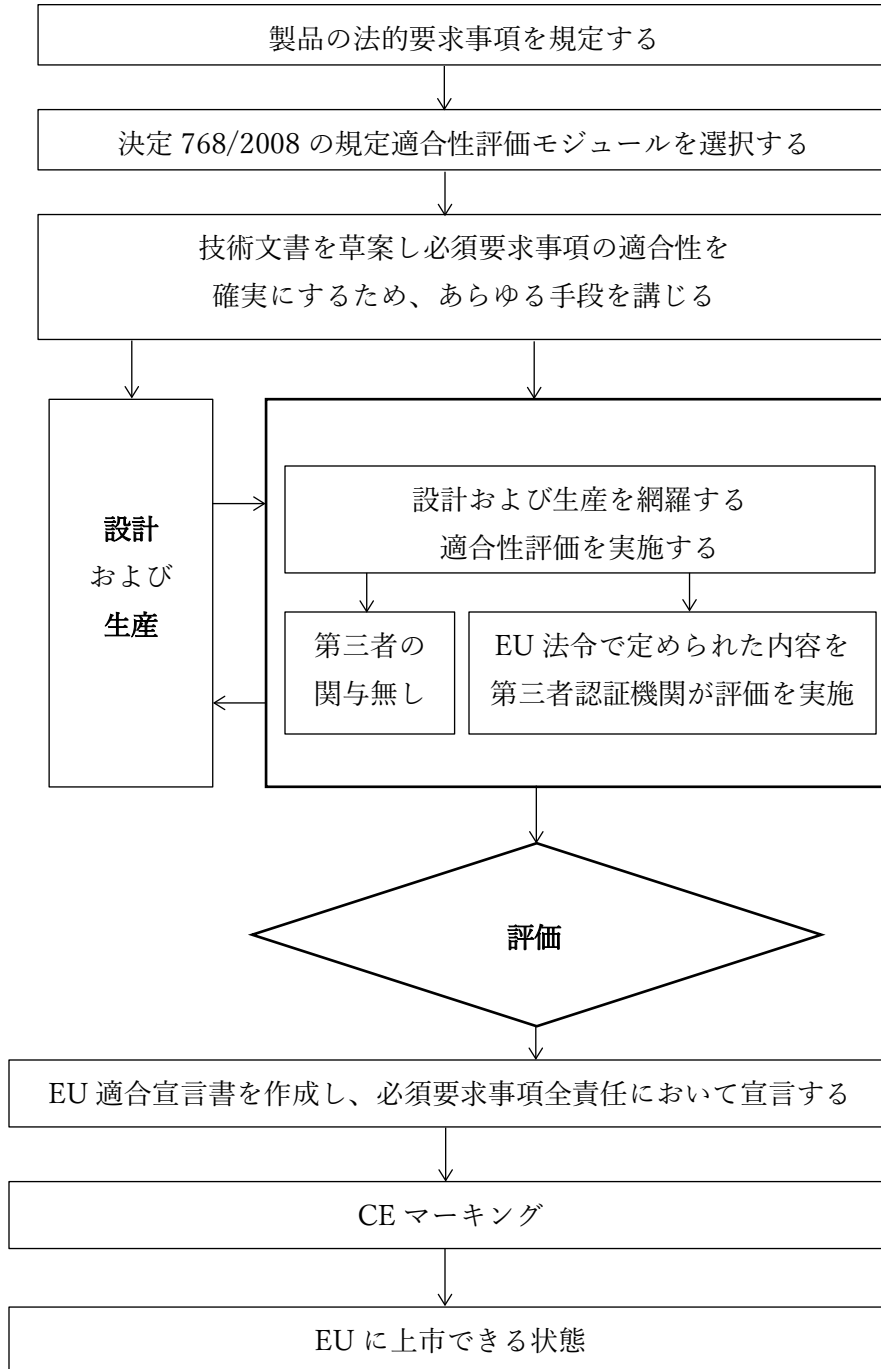 製品の法的要求事項を規定する
決定 768/2008 の規定適合性評価モジュールを選択する
技術文書を草案し必須要求事項の適合性を
確実にするため、あらゆる手段を講じる
設計
および
生産
設計および生産を網羅する
適合性評価を実施する
第三者の
関与無し
EU 法令で定められた内容を
第三者認証機関が評価を実施
評価
EU 適合宣言書を作成し、必須要求事項全責任において宣言する
CE マーキング
EU に上市できる状態